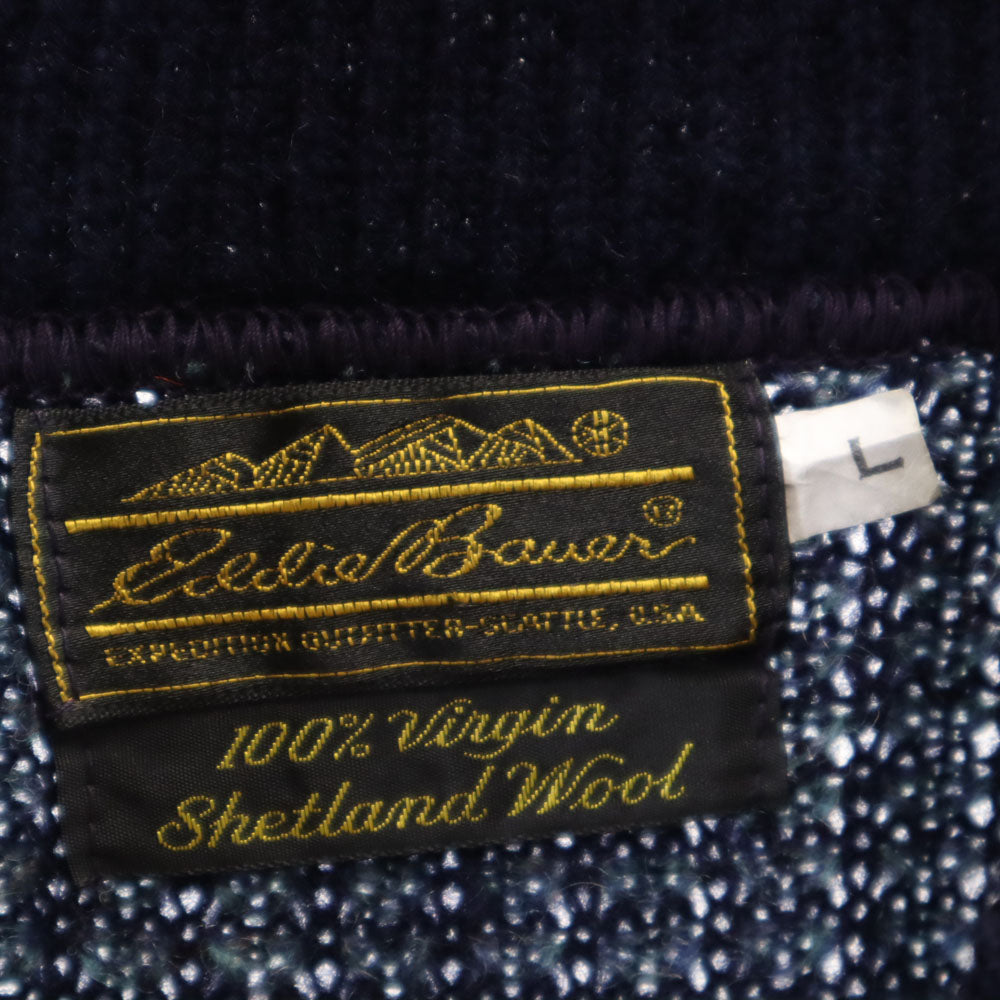 Eddie Bauer®
EXPEDITION OUTFITTER-SEATTLE, U.S.A
100% Virgin
Shetland Wool
L